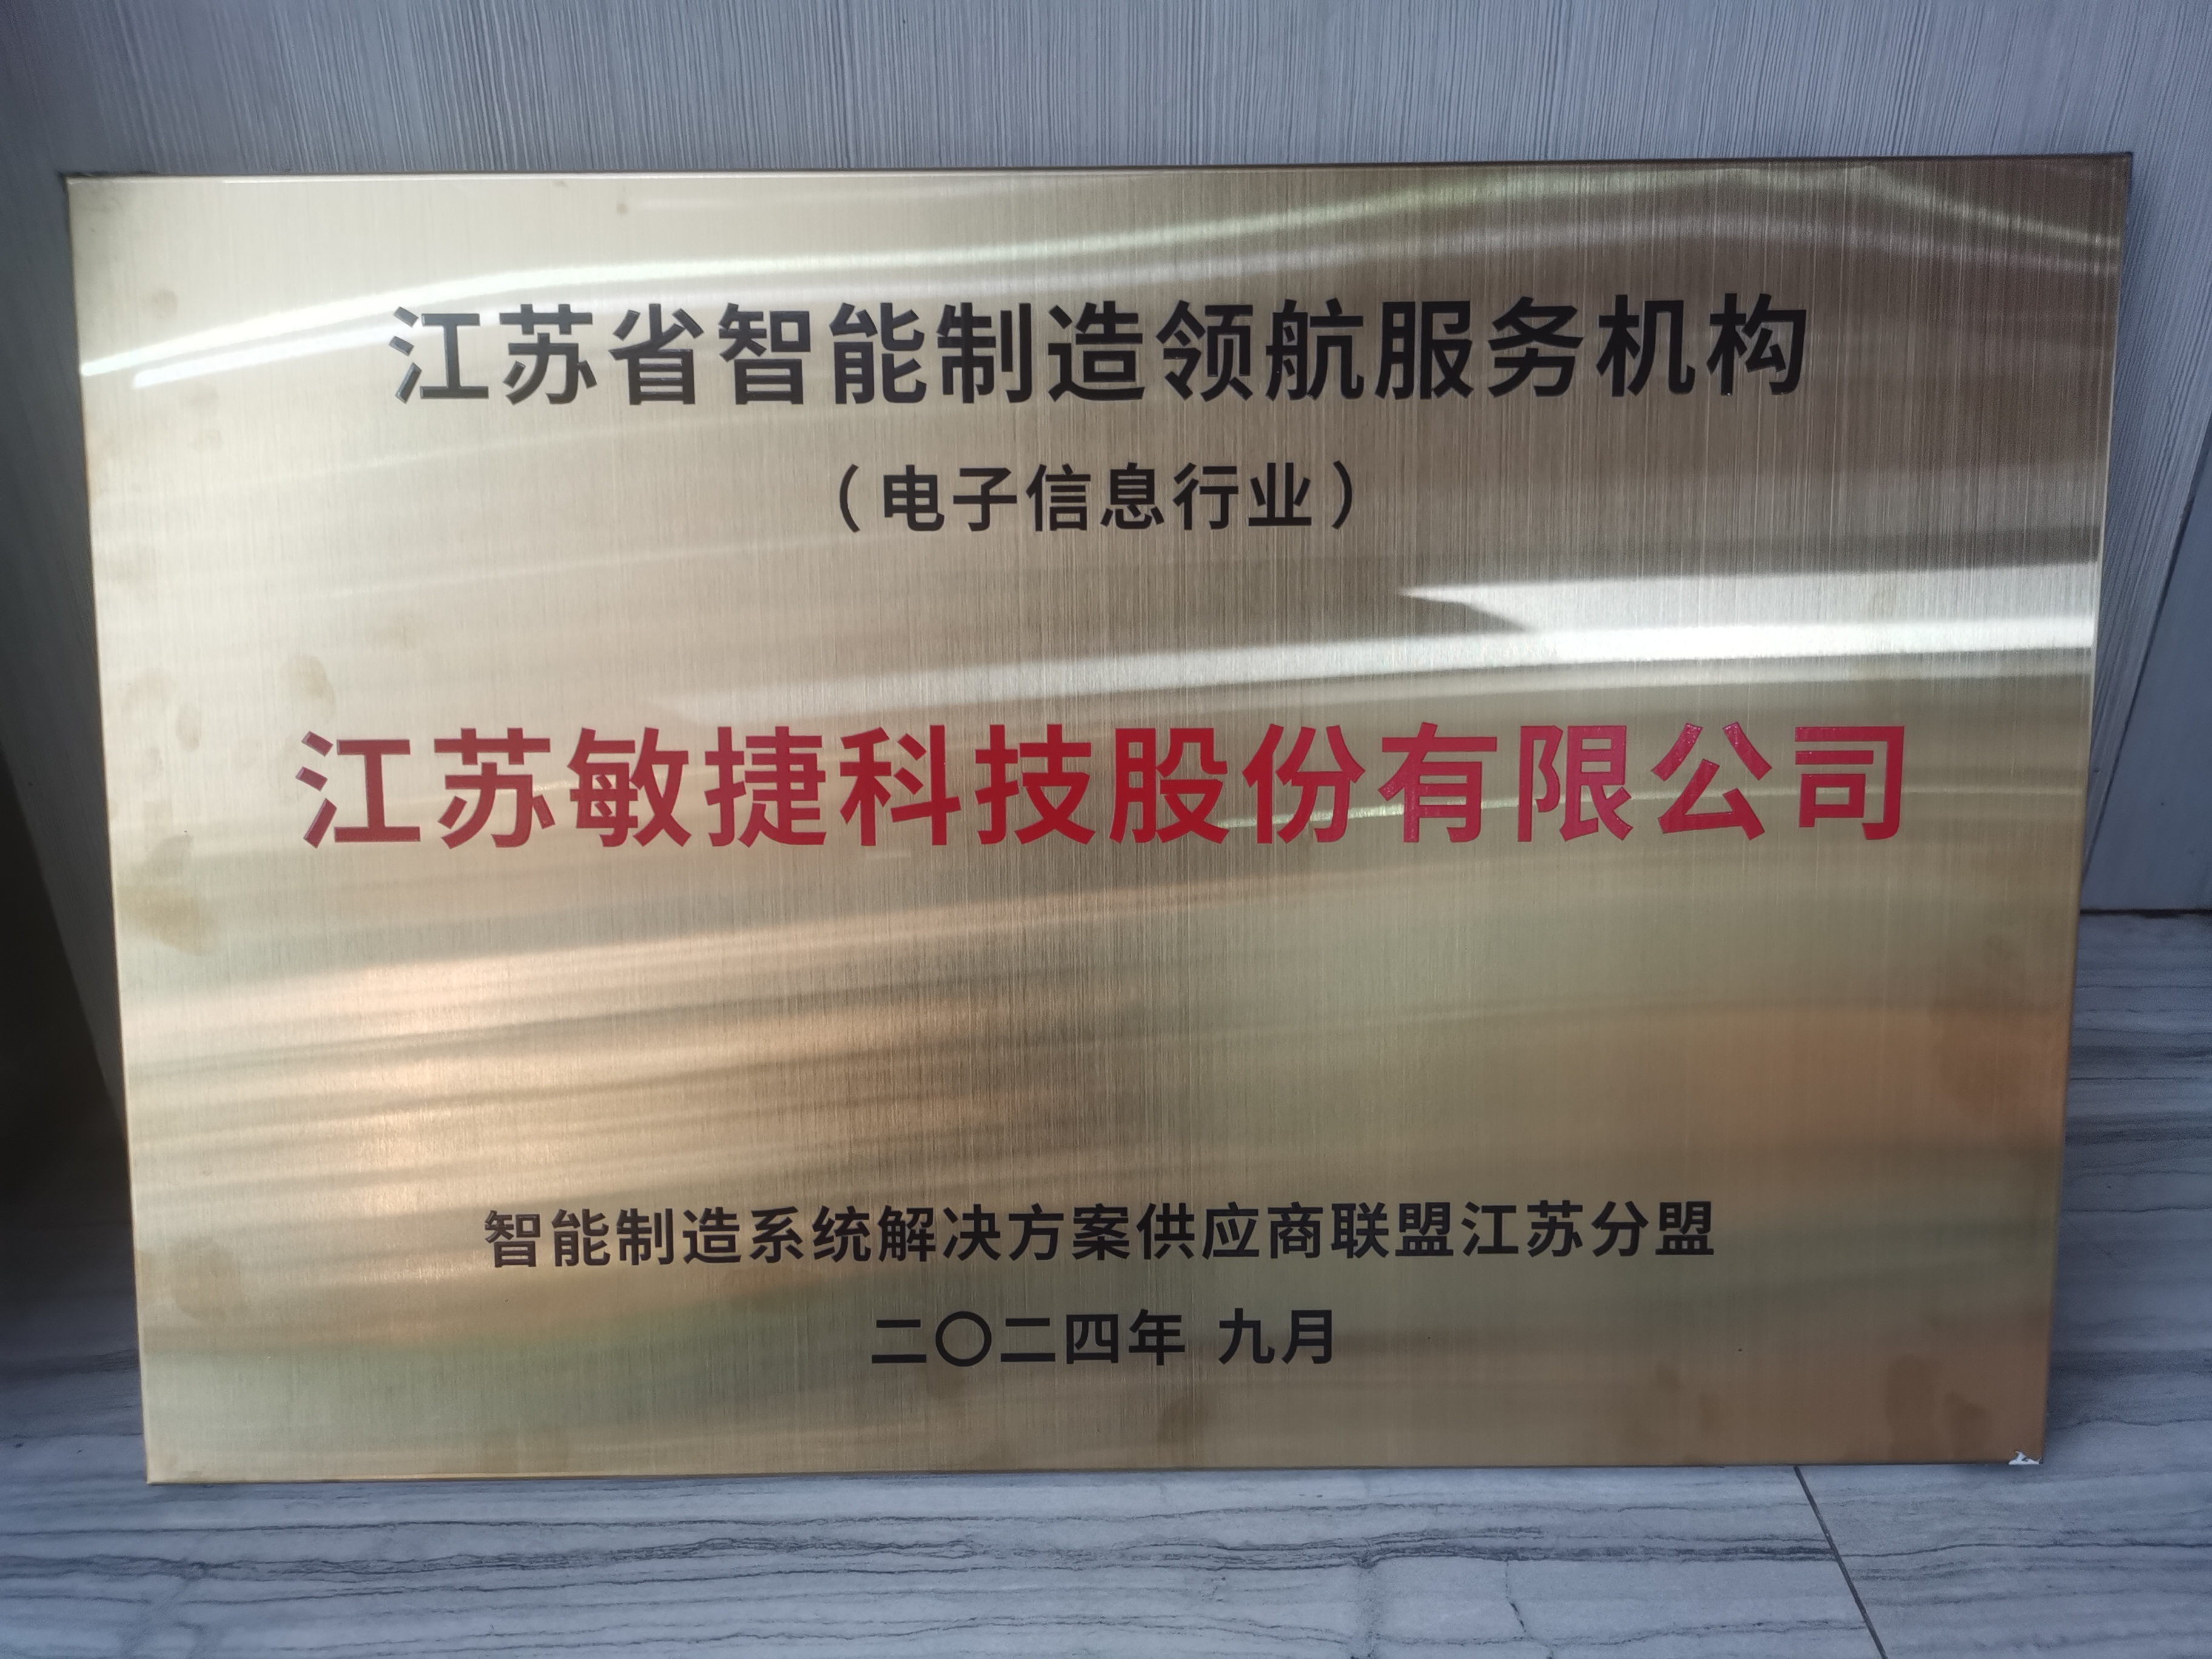 江苏省智能制造领航服务机构
（电子信息行业）
江苏敏捷科技股份有限公司
智能制造系统解决方案供应商联盟江苏分盟
二〇二四年 九月